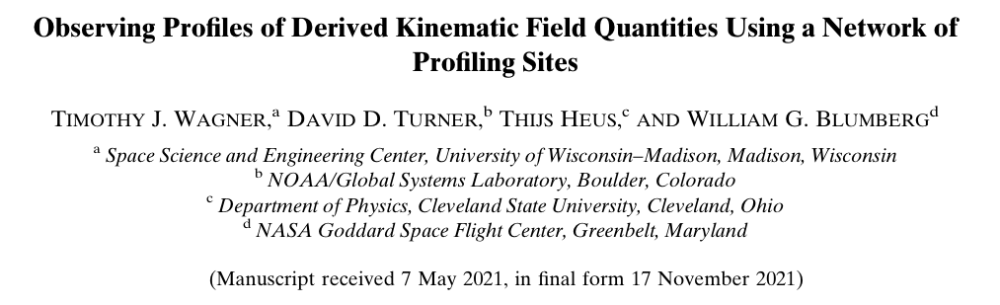 Observing Profiles of Derived Kinematic Field Quantities Using a Network of
Profiling Sites
TIMOTHY J. WAGNER,a DAVID D. TURNER,b THIJS HEUS,c AND WILLIAM G. BLUMBERGd
a Space Science and Engineering Center, University of Wisconsin–Madison, Madison, Wisconsin
b NOAA/Global Systems Laboratory, Boulder, Colorado
c Department of Physics, Cleveland State University, Cleveland, Ohio
d NASA Goddard Space Flight Center, Greenbelt, Maryland
(Manuscript received 7 May 2021, in final form 17 November 2021)